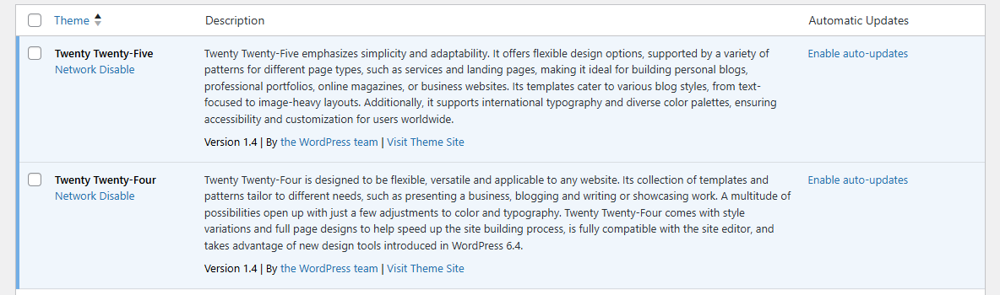 Theme Description Automatic Updates
Twenty Twenty-Five Twenty Twenty-Five emphasizes simplicity and adaptability. It offers flexible design options, supported by a variety of Enable auto-updates
Network Disable patterns for different page types, such as services and landing pages, making it ideal for building personal blogs,
professional portfolios, online magazines, or business websites. Its templates cater to various blog styles, from text-
focused to image-heavy layouts. Additionally, it supports international typography and diverse color palettes, ensuring
accessibility and customization for users worldwide.
Version 1.4 | By the WordPress team | Visit Theme Site
Twenty Twenty-Four Twenty Twenty-Four is designed to be flexible, versatile and applicable to any website. Its collection of templates and Enable auto-updates
Network Disable patterns tailor to different needs, such as presenting a business, blogging and writing or showcasing work. A multitude of
possibilities open up with just a few adjustments to color and typography. Twenty Twenty-Four comes with style
variations and full page designs to help speed up the site building process, is fully compatible with the site editor, and
takes advantage of new design tools introduced in WordPress 6.4.
Version 1.4 | By the WordPress team | Visit Theme Site